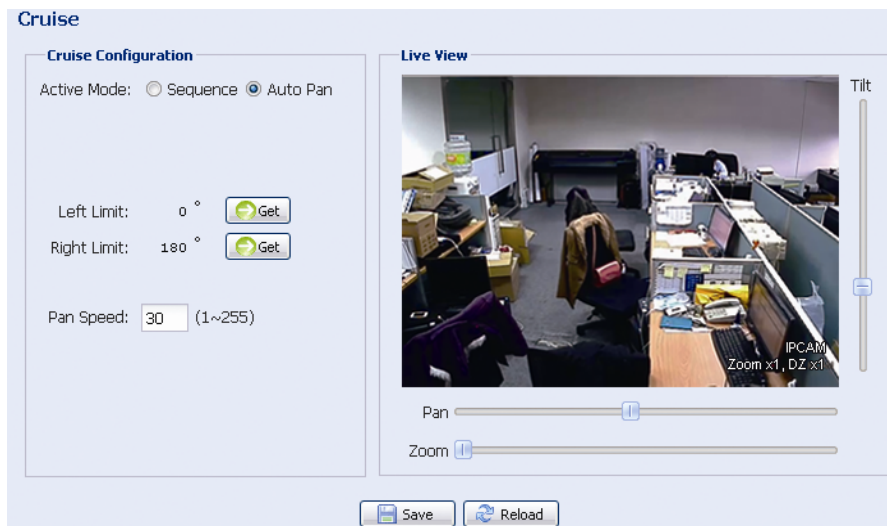 Cruise
Cruise Configuration
Active Mode: Sequence Auto Pan
Left Limit: 0 ° Get
Right Limit: 180 ° Get
Pan Speed: 30 (1~255)
Live View
Tilt
IPCAM
Zoom x1, DZ x1
Pan
Zoom
Save Reload